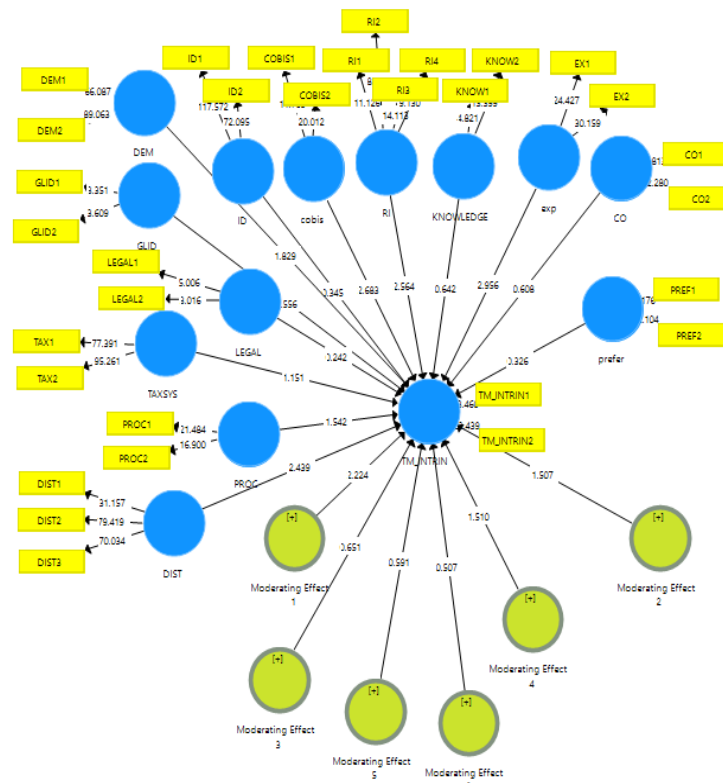 RI2
ID1
COBIS1
RI1
RI4
KNOW2
EX1
DEM1
66.087
117.572
ID2
COBIS2
11.126
RI3
KNOW1
24.427
EX2
DEM2
89.063
72.095
20.012
14.113
4.821
30.159
CO1
DEM
2.280
CO2
GLID1
3.351
ID
cobis
RI
KNOWLEDGE
exp
CO
GLID2
3.609
GLID
LEGAL1
5.006
1.829
LEGAL2
3.016
0.345
2.683
2.564
0.642
2.956
0.608
PREF1
.104
PREF2
TAX1
77.391
LEGAL
0.242
prefer
TAX2
95.261
TAXSYS
1.151
0.326
TM_INTRIN1
PROC1
21.484
1.542
TM_INTRIN2
PROC2
16.900
PROC
2.439
TM_INTRIN
DIST1
31.157
2.224
1.507
DIST2
79.419
DIST3
70.034
DIST
[+]
Moderating Effect
1
0.651
0.591
0.507
1.510
[+]
Moderating Effect
2
[+]
Moderating Effect
4
[+]
Moderating Effect
3
[+]
Moderating Effect
5
[+]
Moderating Effect